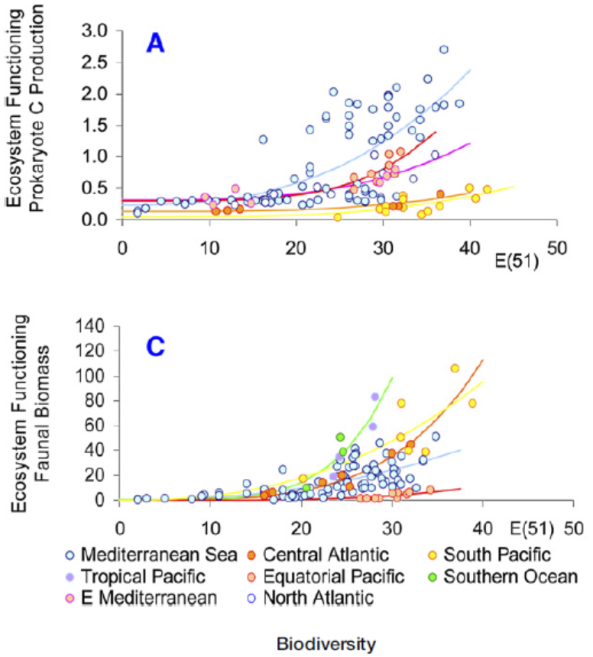 Ecosystem Functioning
Prokaryote C Production
A
3.0
2.5
2.0
1.5
1.0
0.5
0.0
0 10 20 30 40 50
E(51)
Ecosystem Functioning
Faunal Biomass
C
140
120
100
80
60
40
20
0
0 10 20 30 40 E(51) 50
Mediterranean Sea Central Atlantic South Pacific
Tropical Pacific Equatorial Pacific Southern Ocean
E Mediterranean North Atlantic
Biodiversity